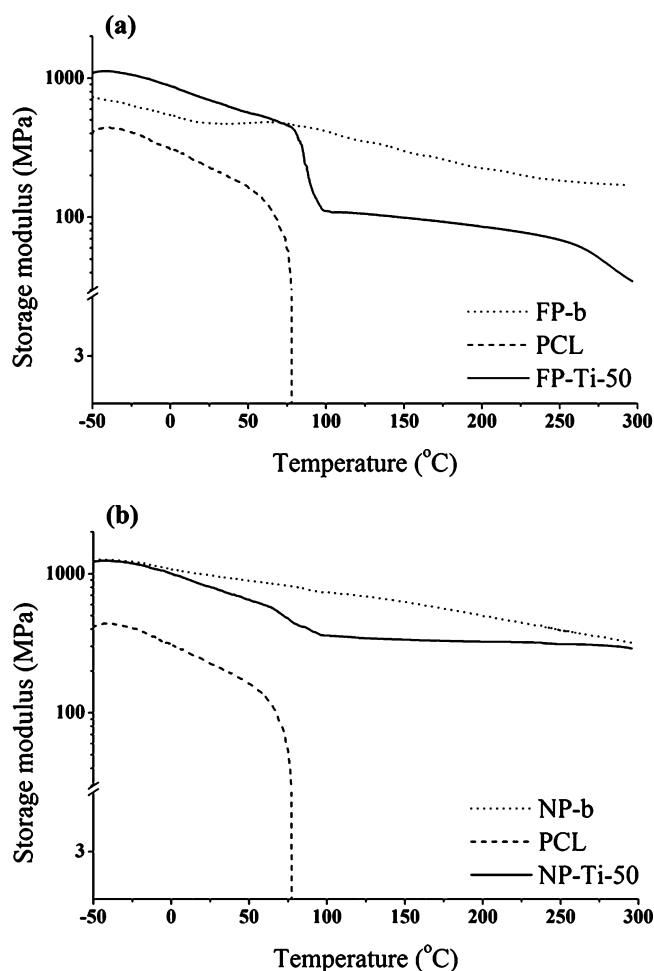 (a)
Storage modulus (MPa)
1000
100
3
FP-b
PCL
FP-Ti-50
-50 0 50 100 150 200 250 300
Temperature (°C)
(b)
Storage modulus (MPa)
1000
100
3
NP-b
PCL
NP-Ti-50
-50 0 50 100 150 200 250 300
Temperature (°C)